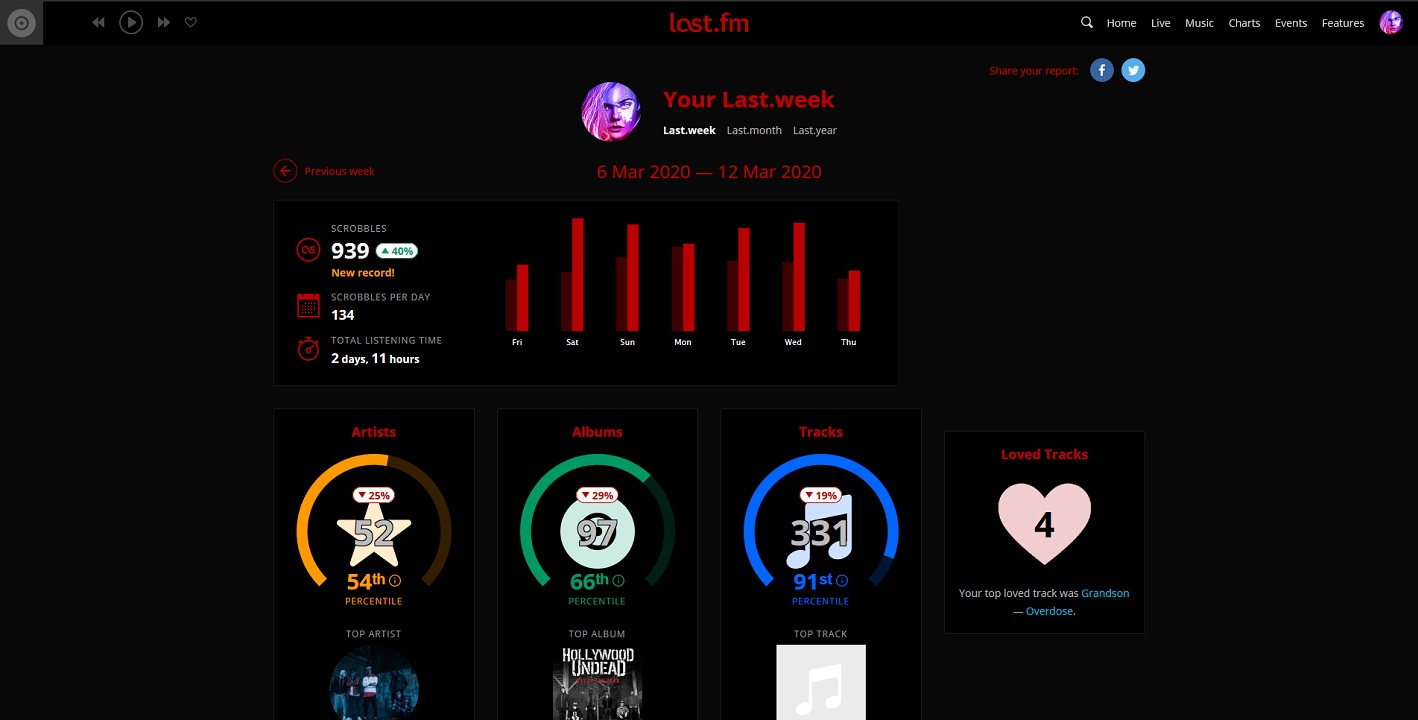 last.fm
Home Live Music Charts Events Features
Share your report:
Your Last.week
Last.week Last.month Last.year
Previous week
6 Mar 2020 — 12 Mar 2020
SCROBBLES
939 40%
New record!
SCROBBLES PER DAY
134
TOTAL LISTENING TIME
2 days, 11 hours
Fri Sat Sun Mon Tue Wed Thu
Artists
25%
52
54th
PERCENTILE
TOP ARTIST
Albums
29%
97
66th
PERCENTILE
TOP ALBUM
HOLLYWOOD
UNDEAD
Tracks
19%
331
91st
PERCENTILE
TOP TRACK
Loved Tracks
4
Your top loved track was Grandson
— Overdose.